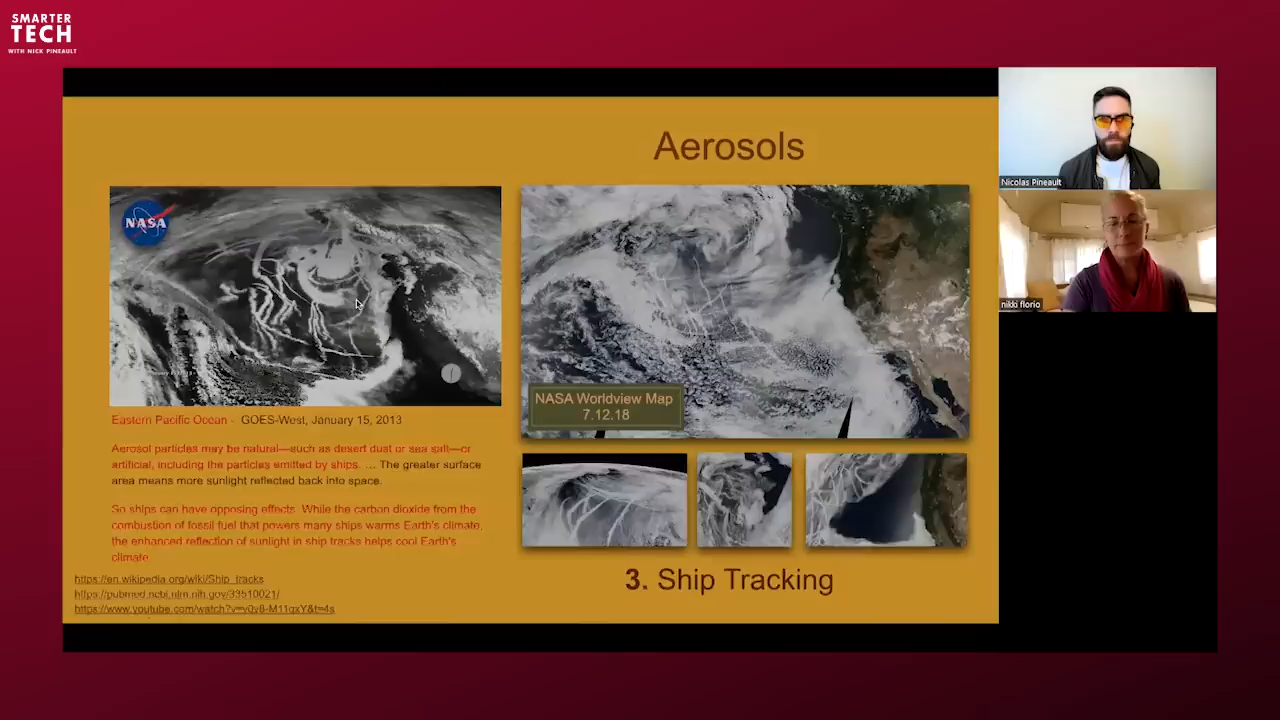 SMARTER
TECH
WITH NICK PINEAULT
Aerosols
NASA
NASA Worldview Map
7.12.18
Eastern Pacific Ocean - GOES-West, January 15, 2013
Aerosol particles may be natural—such as desert dust or sea salt—or
artificial, including the particles emitted by ships. ... The greater surface
area means more sunlight reflected back into space.
So ships can have opposing effects. While the carbon dioxide from the
combustion of fossil fuel that powers many ships warms Earth's climate,
the enhanced reflection of sunlight in ship tracks helps cool Earth's
climate.
https://en.wikipedia.org/wiki/Ship_tracks
https://pubmed.ncbi.nlm.nih.gov/33510021/
3. Ship Tracking
Nicolas Pineault
nikki florio